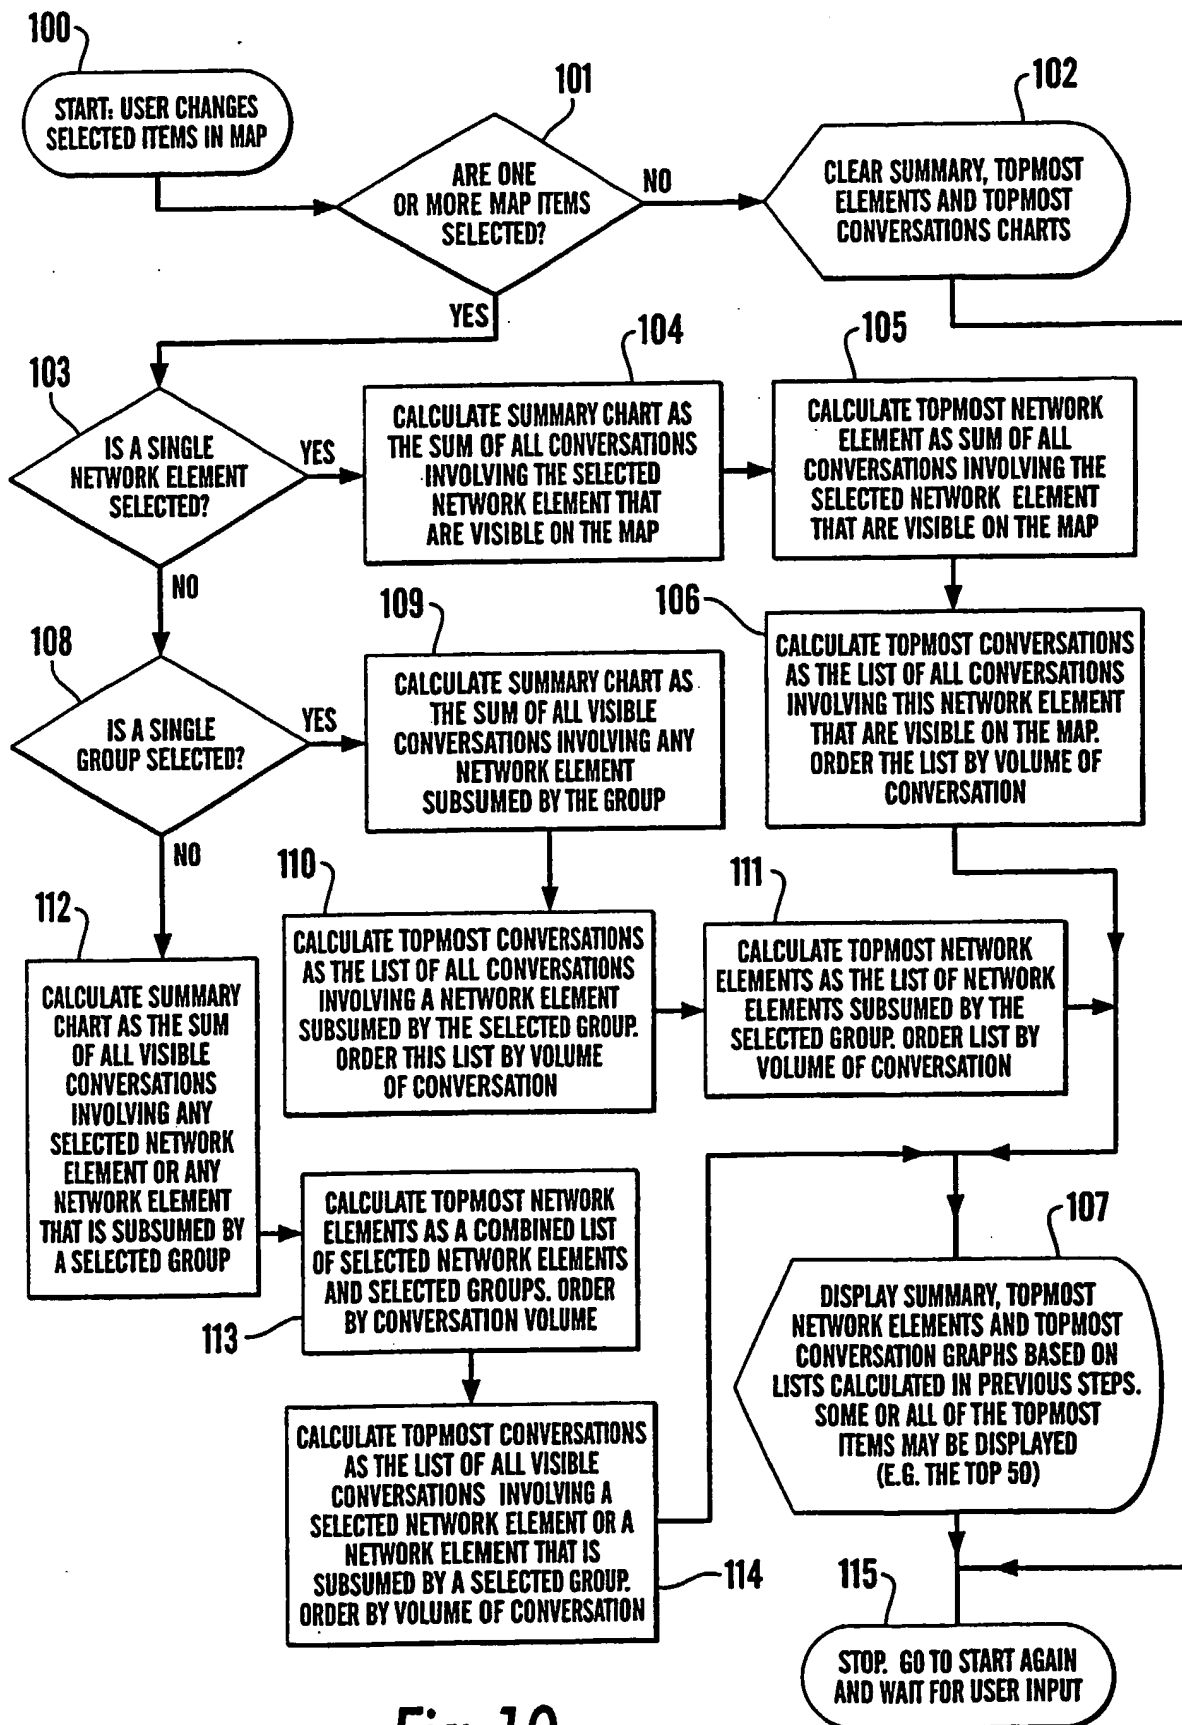 100
START: USER CHANGES
SELECTED ITEMS IN MAP
101
ARE ONE
OR MORE MAP ITEMS
SELECTED?
NO
YES
102
CLEAR SUMMARY, TOPMOST
ELEMENTS AND TOPMOST
CONVERSATIONS CHARTS
103
IS A SINGLE
NETWORK ELEMENT
SELECTED?
YES
NO
104
CALCULATE SUMMARY CHART AS
THE SUM OF ALL CONVERSATIONS
INVOLVING THE SELECTED
NETWORK ELEMENT THAT
ARE VISIBLE ON THE MAP
105
CALCULATE TOPMOST NETWORK
ELEMENT AS SUM OF ALL
CONVERSATIONS INVOLVING THE
SELECTED NETWORK ELEMENT
THAT ARE VISIBLE ON THE MAP
106
CALCULATE TOPMOST CONVERSATIONS
AS THE LIST OF ALL CONVERSATIONS
INVOLVING THIS NETWORK ELEMENT
THAT ARE VISIBLE ON THE MAP.
ORDER THE LIST BY VOLUME OF
CONVERSATION
108
IS A SINGLE
GROUP SELECTED?
YES
NO
109
CALCULATE SUMMARY CHART AS
THE SUM OF ALL VISIBLE
CONVERSATIONS INVOLVING ANY
NETWORK ELEMENT
SUBSUMED BY THE GROUP
110
CALCULATE TOPMOST CONVERSATIONS
AS THE LIST OF ALL CONVERSATIONS
INVOLVING A NETWORK ELEMENT
SUBSUMED BY THE SELECTED GROUP.
ORDER THIS LIST BY VOLUME
OF CONVERSATION
111
CALCULATE TOPMOST NETWORK
ELEMENTS AS THE LIST OF NETWORK
ELEMENTS SUBSUMED BY THE
SELECTED GROUP. ORDER LIST BY
VOLUME OF CONVERSATION
112
CALCULATE SUMMARY
CHART AS THE SUM
OF ALL VISIBLE
CONVERSATIONS
INVOLVING ANY
SELECTED NETWORK
ELEMENT OR ANY
NETWORK ELEMENT
THAT IS SUBSUMED BY
A SELECTED GROUP
113
CALCULATE TOPMOST NETWORK
ELEMENTS AS A COMBINED LIST
OF SELECTED NETWORK ELEMENTS
AND SELECTED GROUPS. ORDER
BY CONVERSATION VOLUME
114
CALCULATE TOPMOST CONVERSATIONS
AS THE LIST OF ALL VISIBLE
CONVERSATIONS INVOLVING A
SELECTED NETWORK ELEMENT OR A
NETWORK ELEMENT THAT IS
SUBSUMED BY A SELECTED GROUP.
ORDER BY VOLUME OF CONVERSATION
107
DISPLAY SUMMARY, TOPMOST
NETWORK ELEMENTS AND TOPMOST
CONVERSATION GRAPHS BASED ON
LISTS CALCULATED IN PREVIOUS STEPS.
SOME OR ALL OF THE TOPMOST
ITEMS MAY BE DISPLAYED
(E.G. THE TOP 50)
115
STOP. GO TO START AGAIN
AND WAIT FOR USER INPUT